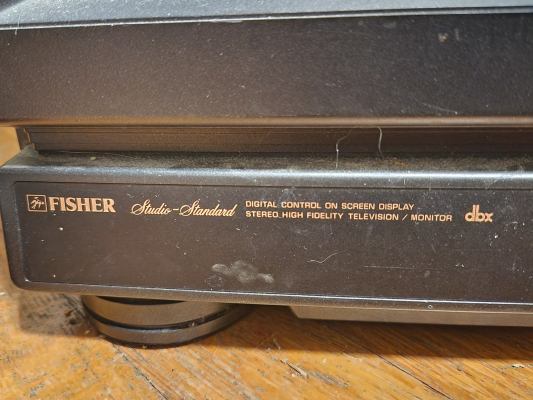 FISHER Studio-Standard DIGITAL CONTROL ON SCREEN DISPLAY
STEREO HIGH FIDELITY TELEVISION / MONITOR dbx